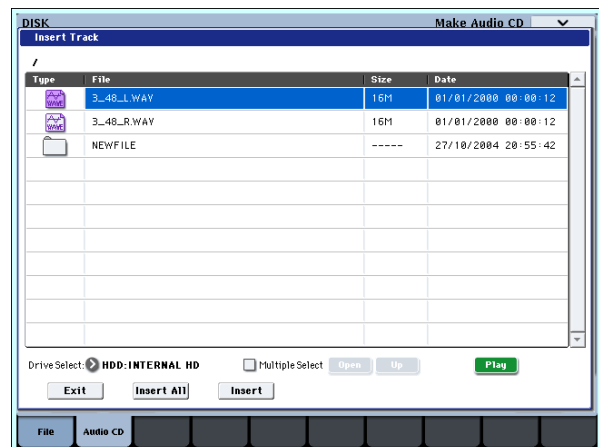 DISK Make Audio CD
Insert Track
/
Type File Size Date
WAVE 3_48_L.WAV 16M 01/01/2000 00:00:12
WAVE 3_48_R.WAV 16M 01/01/2000 00:00:12
NEWFILE ----- 27/10/2004 20:55:42
Drive Select: HDD:INTERNAL HD Multiple Select Open Up Play
Exit Insert All Insert
File Audio CD